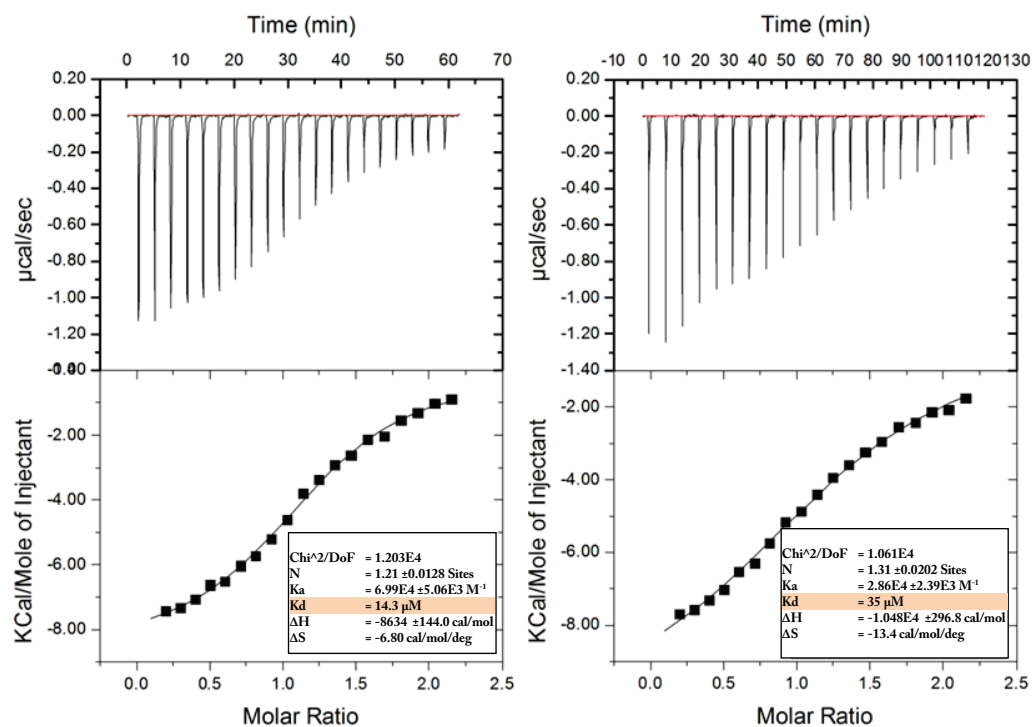 Time (min)
0 10 20 30 40 50 60 70
0.20
0.00
-0.20
-0.40
-0.60
-0.80
-1.00
-1.20
µcal/sec
-2.00
-4.00
-6.00
-8.00
KCal/Mole of Injectant
Chi^2/DoF = 1.203E4
N = 1.21 ±0.0128 Sites
Ka = 6.99E4 ±5.06E3 M⁻¹
Kd = 14.3 µM
ΔH = -8634 ±144.0 cal/mol
ΔS = -6.80 cal/mol/deg
0.0 0.5 1.0 1.5 2.0 2.5
Molar Ratio
Time (min)
-10 0 10 20 30 40 50 60 70 80 90 100 110 120 130
0.20
0.00
-0.20
-0.40
-0.60
-0.80
-1.00
-1.20
-1.40
µcal/sec
-2.00
-4.00
-6.00
-8.00
KCal/Mole of Injectant
Chi^2/DoF = 1.061E4
N = 1.31 ±0.0202 Sites
Ka = 2.86E4 ±2.39E3 M⁻¹
Kd = 35 µM
ΔH = -1.048E4 ±296.8 cal/mol
ΔS = -13.4 cal/mol/deg
0.0 0.5 1.0 1.5 2.0 2.5
Molar Ratio